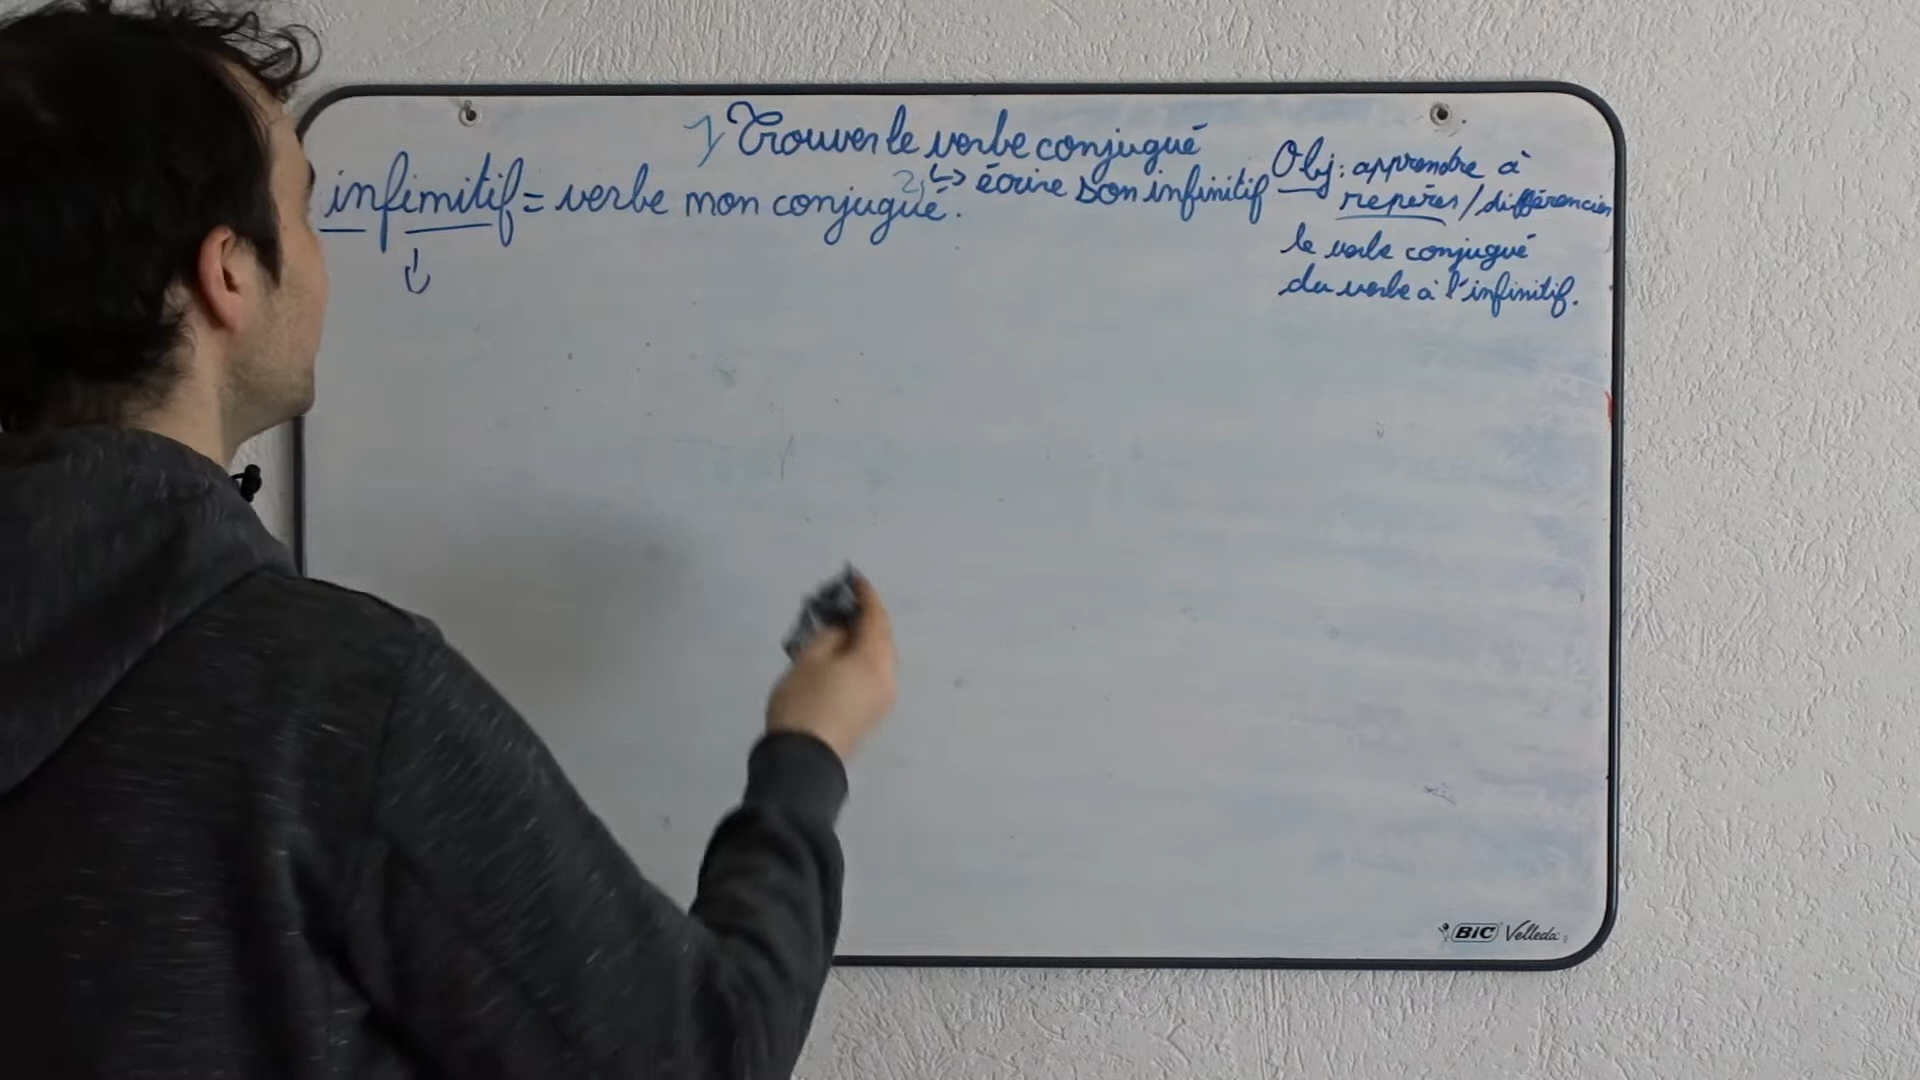 1) Trouver le verbe conjugué
2) ↳ écrire son infinitif
infinitif = verbe non conjugué.
Obj: apprendre à
repérer/différencier
le verbe conjugué
du verbe à l'infinitif.
BIC Velleda